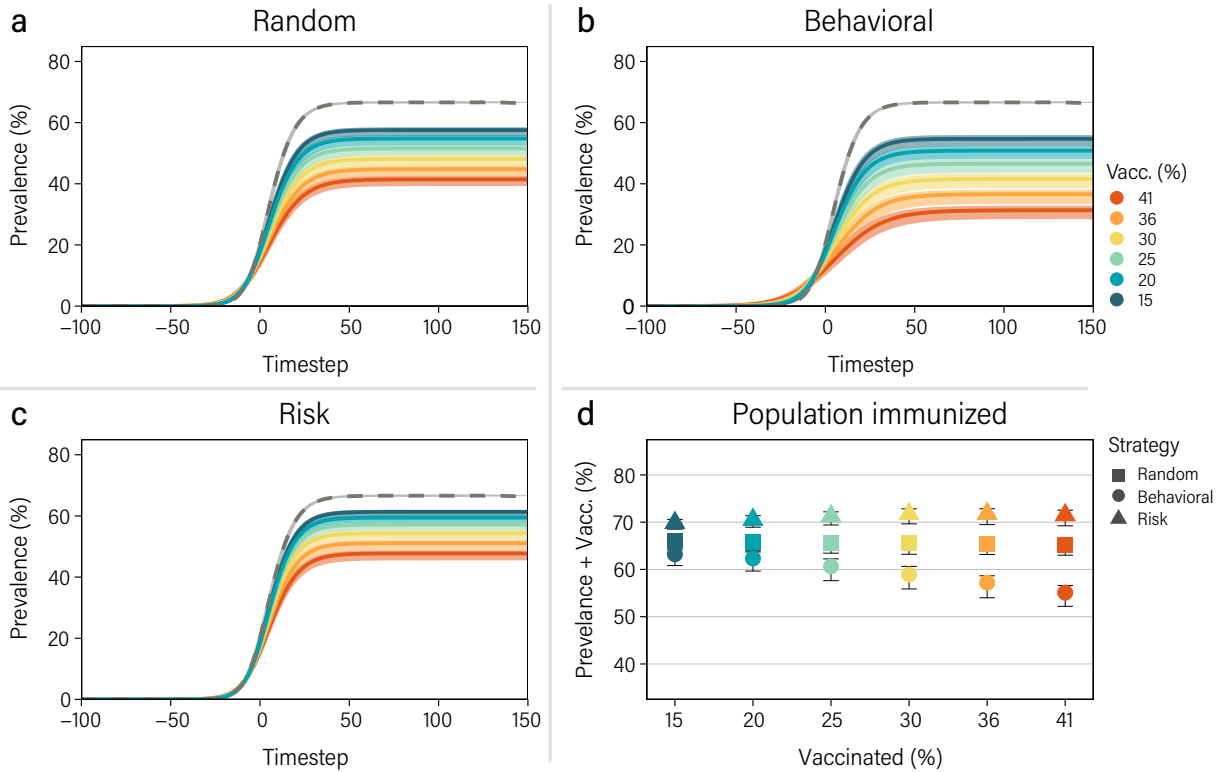 a
Random
Prevalence (%)
80
60
40
20
0
−100 −50 0 50 100 150
Timestep
b
Behavioral
Prevalence (%)
80
60
40
20
0
−100 −50 0 50 100 150
Timestep
Vacc. (%)
41
36
30
25
20
15
c
Risk
Prevalence (%)
80
60
40
20
0
−100 −50 0 50 100 150
Timestep
d
Population immunized
Prevelance + Vacc. (%)
80
70
60
50
40
15 20 25 30 36 41
Vaccinated (%)
Strategy
Random
Behavioral
Risk